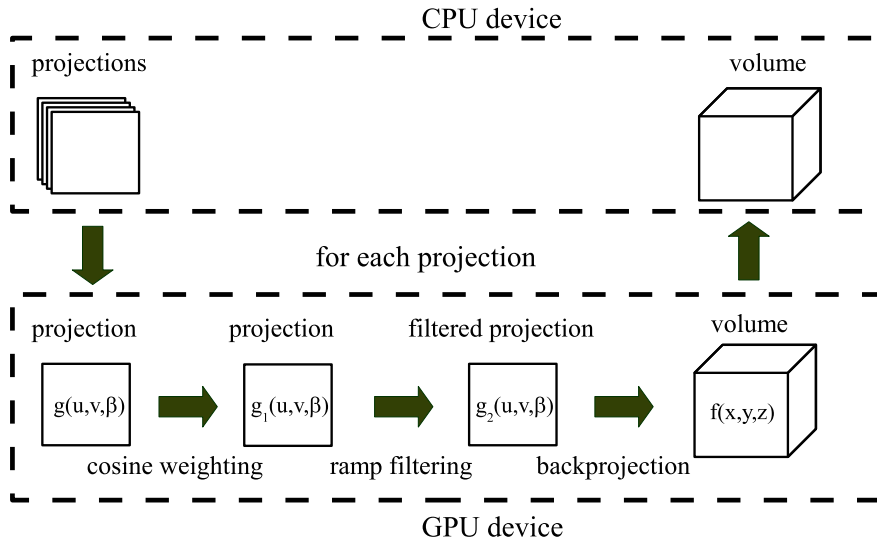 CPU device
projections
volume
for each projection
projection
projection
filtered projection
volume
g(u,v,β)
g₁(u,v,β)
g₂(u,v,β)
f(x,y,z)
cosine weighting
ramp filtering
backprojection
GPU device